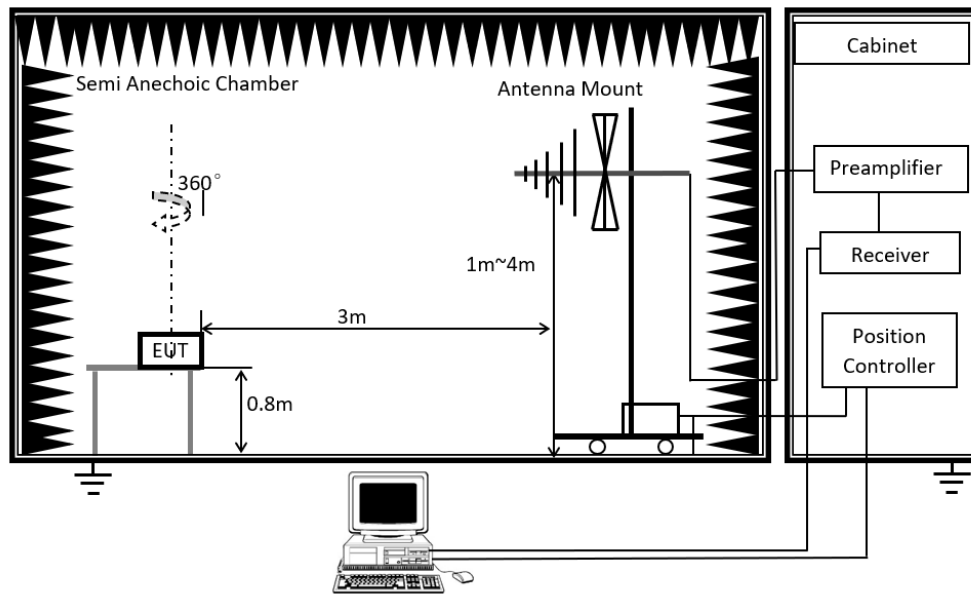 Cabinet
Semi Anechoic Chamber
Antenna Mount
Preamplifier
360°
Receiver
1m~4m
3m
Position
Controller
EUT
0.8m